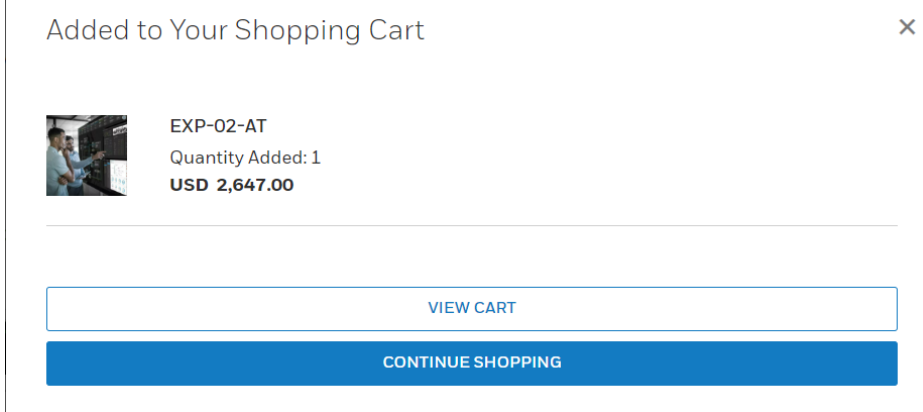 Added to Your Shopping Cart
EXP-02-AT
Quantity Added: 1
USD 2,647.00
VIEW CART
CONTINUE SHOPPING